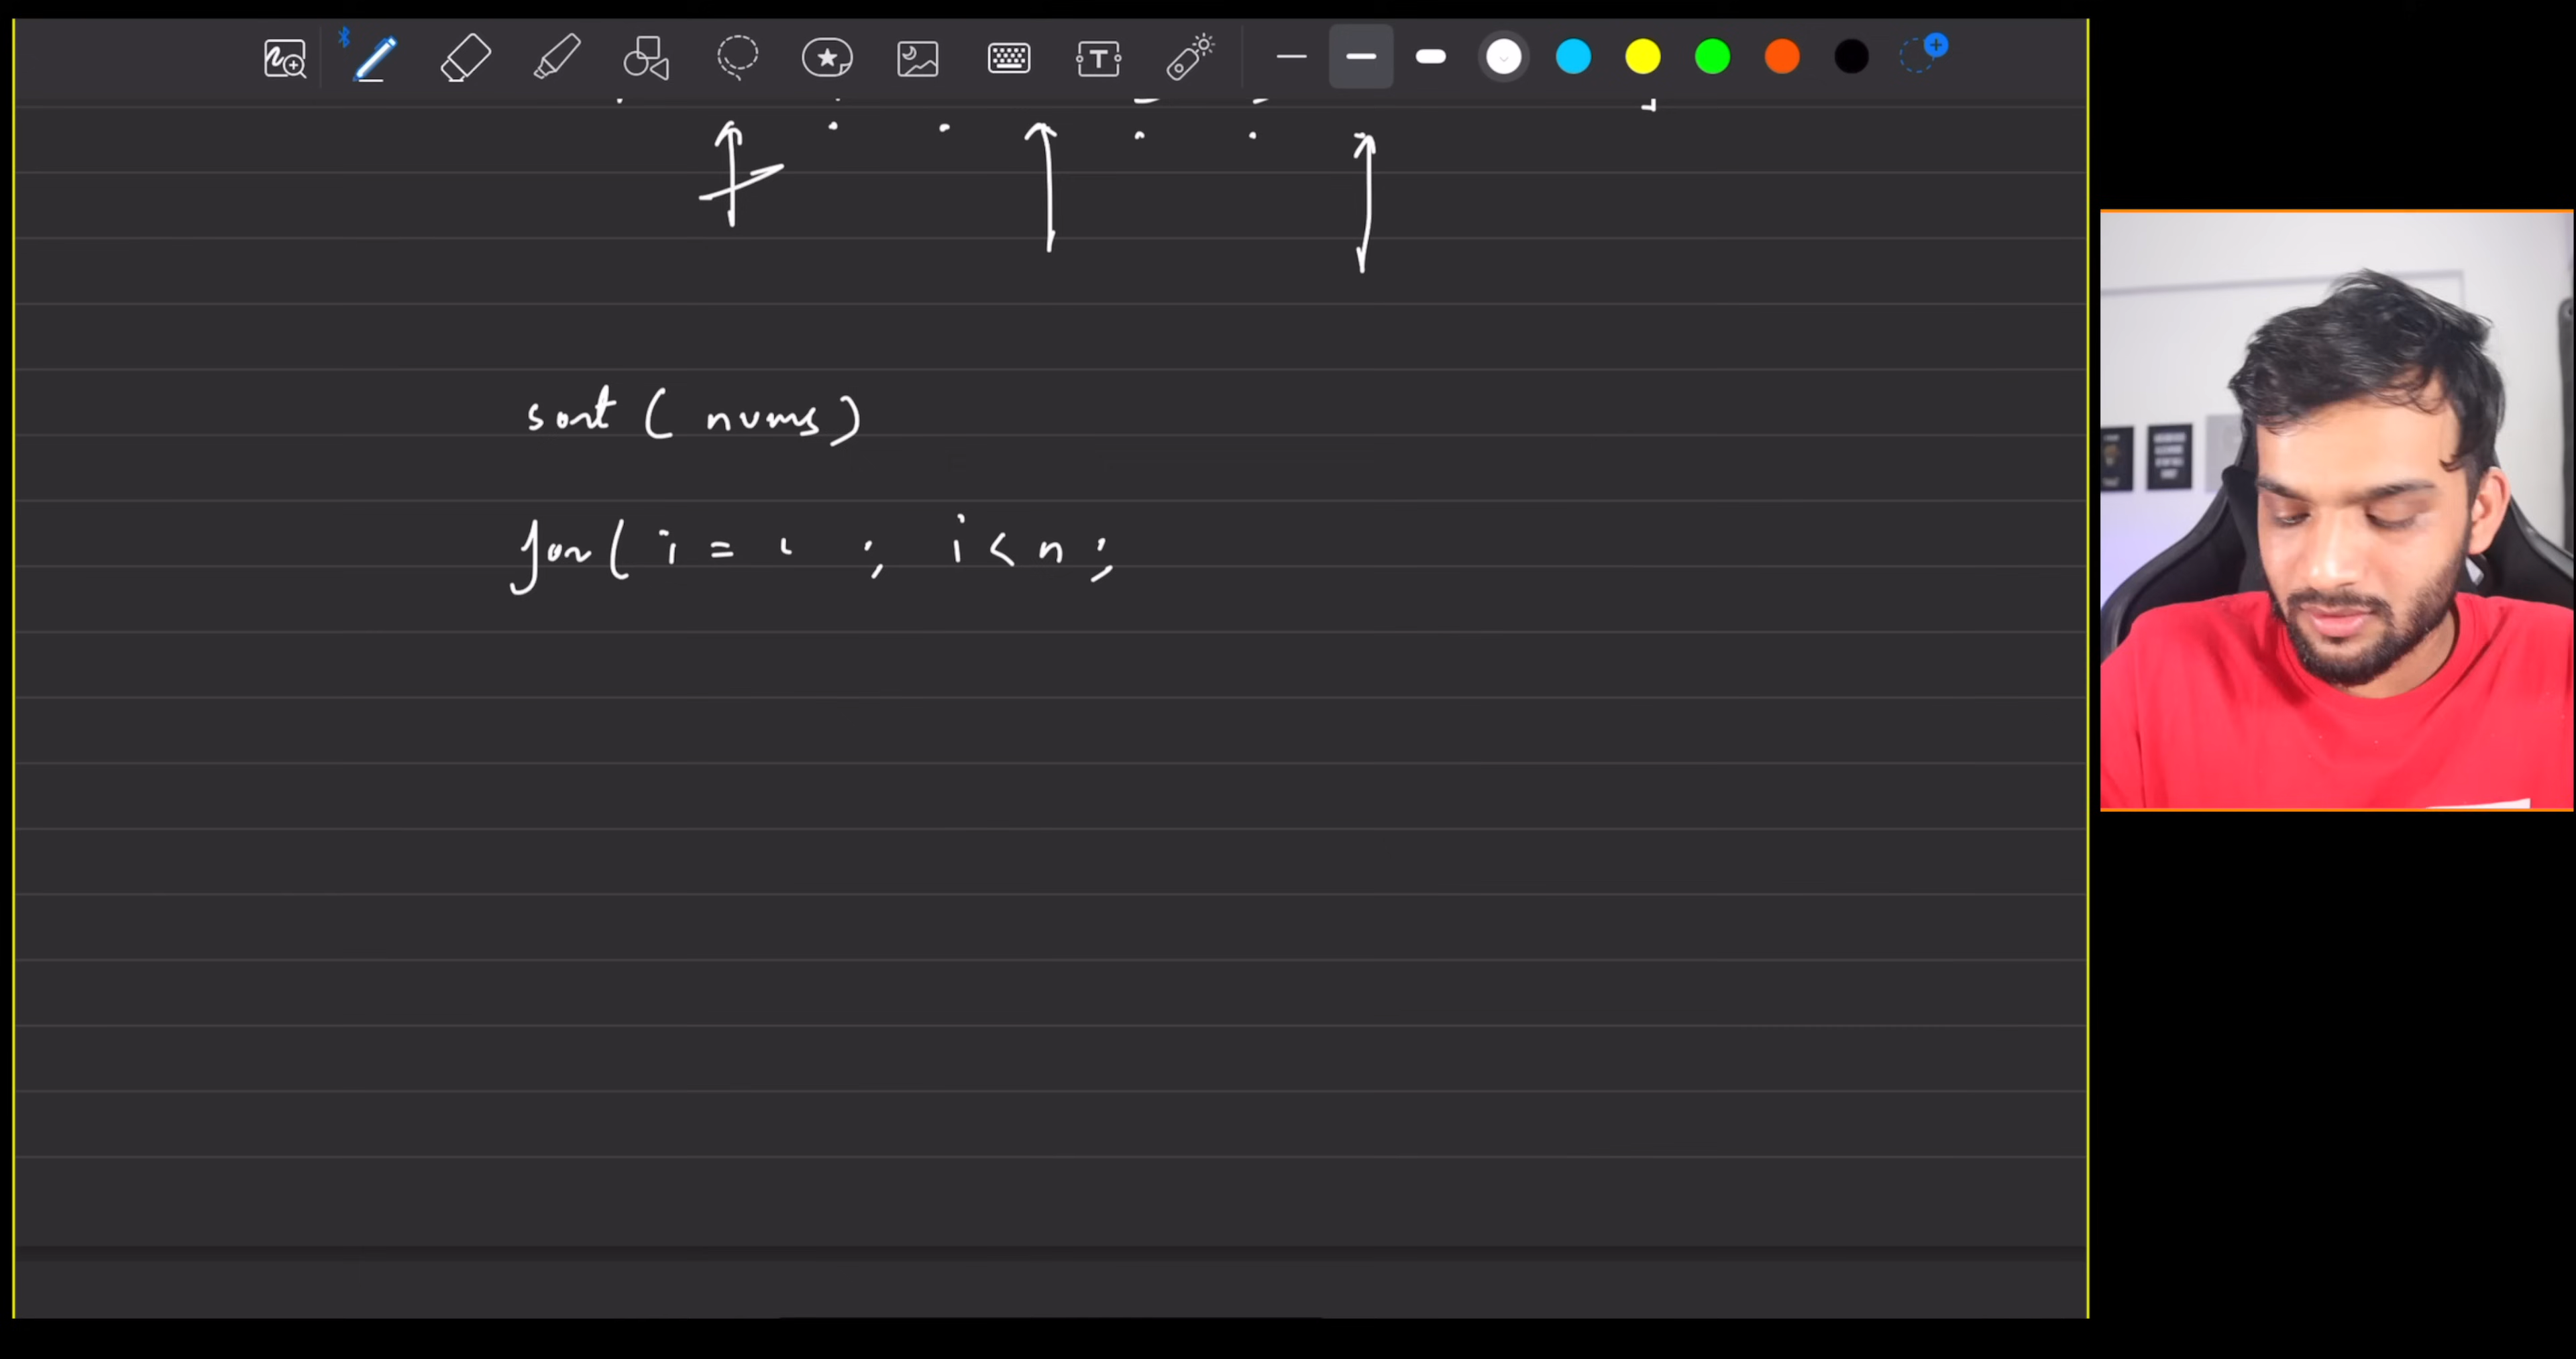 sort ( nums )
for ( i = ; i < n ;